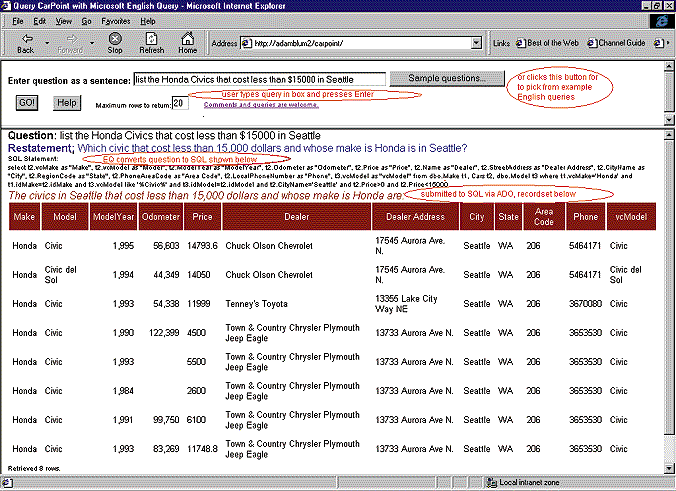 Query CarPoint with Microsoft English Query - Microsoft Internet Explorer
File Edit View Go Favorites Help
Back Forward Stop Refresh Home Address http://adamblum2/carpoint/ Links Best of the Web Channel Guide
Enter question as a sentence: list the Honda Civics that cost less than $15000 in Seattle Sample questions...
or clicks this button for
to pick from example
English queries
user types query in box and presses Enter
GO! Help Maximum rows to return: 20 Comments and queries are welcome.
Question: list the Honda Civics that cost less than $15000 in Seattle
Restatement; Which civic that cost less than 15,000 dollars and whose make is Honda is in Seattle?
SQL Statement: EQ converts question to SQL shown below
select t2.vcMake as "Make", t2.vcModel as "Model", t2.ModelYear as "ModelYear", t2.Odometer as "Odometer", t2.Price as "Price", t2.Name as "Dealer", t2.StreetAddress as "Dealer Address", t2.CityName as
"City", t2.RegionCode as "State", t2.PhoneAreaCode as "Area Code", t2.LocalPhoneNumber as "Phone", t3.vcModel as "vcModel" from dbo.Make t1, Cars t2, dbo.Model t3 where t1.vcMake='Honda' and
t1.idMake=t2.idMake and t3.vcModel like '%Civic%' and t3.idModel=t2.idModel and t2.CityName='Seattle' and t2.Price>0 and t2.Price<15000
The civics in Seattle that cost less than 15,000 dollars and whose make is Honda are: submitted to SQL via ADO, recordset below
Make Model ModelYear Odometer Price Dealer Dealer Address City State Area Code Phone vcModel
Honda Civic 1,995 56,603 14793.6 Chuck Olson Chevrolet 17545 Aurora Ave. N. Seattle WA 206 5464171 Civic
Honda Civic del Sol 1,994 44,349 14050 Chuck Olson Chevrolet 17545 Aurora Ave. N. Seattle WA 206 5464171 Civic del Sol
Honda Civic 1,993 54,338 11999 Tenney's Toyota 13355 Lake City Way NE Seattle WA 206 3670080 Civic
Honda Civic 1,990 122,399 4500 Town & Country Chrysler Plymouth Jeep Eagle 13733 Aurora Ave N. Seattle WA 206 3653530 Civic
Honda Civic 1,993 5500 Town & Country Chrysler Plymouth Jeep Eagle 13733 Aurora Ave N. Seattle WA 206 3653530 Civic
Honda Civic 1,984 2600 Town & Country Chrysler Plymouth Jeep Eagle 13733 Aurora Ave N. Seattle WA 206 3653530 Civic
Honda Civic 1,991 99,750 6100 Town & Country Chrysler Plymouth Jeep Eagle 13733 Aurora Ave N. Seattle WA 206 3653530 Civic
Honda Civic 1,993 83,269 11748.8 Town & Country Chrysler Plymouth Jeep Eagle 13733 Aurora Ave N. Seattle WA 206 3653530 Civic
Retrieved 8 rows.
Local intranet zone